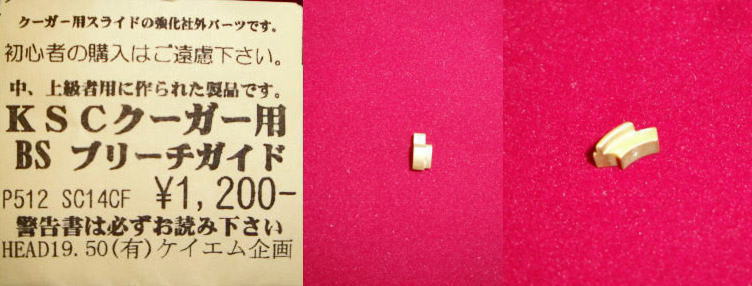 クーガー用スライドの強化社外パーツです。
初心者の購入はご遠慮下さい。
中、上級者用に作られた製品です。
KSCクーガー用
BS ブリーチガイド
P512 SC14CF ¥1,200-
警告書は必ずお読み下さい
HEAD19.50(有)ケイエム企画